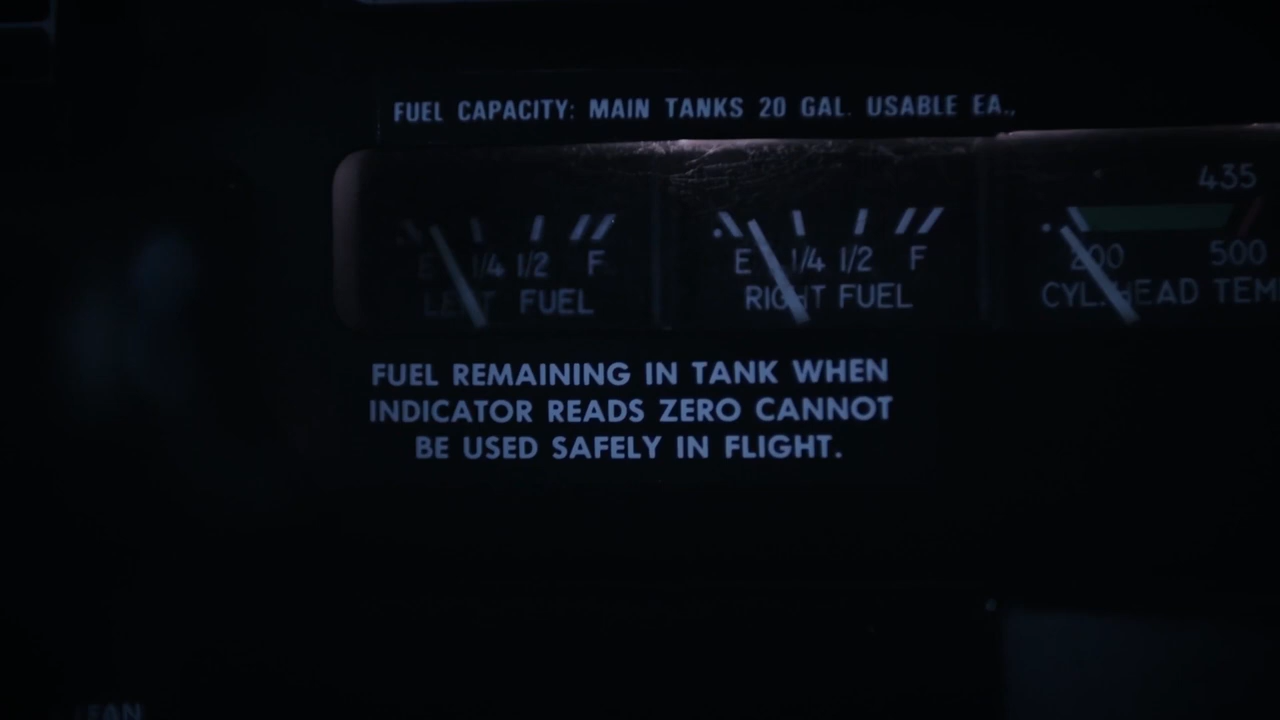 FUEL CAPACITY: MAIN TANKS 20 GAL. USABLE EA.,
435
E 1/4 1/2 F
E 1/4 1/2 F
200 500
LEFT FUEL
RIGHT FUEL
CYL. HEAD TEM
FUEL REMAINING IN TANK WHEN
INDICATOR READS ZERO CANNOT
BE USED SAFELY IN FLIGHT.